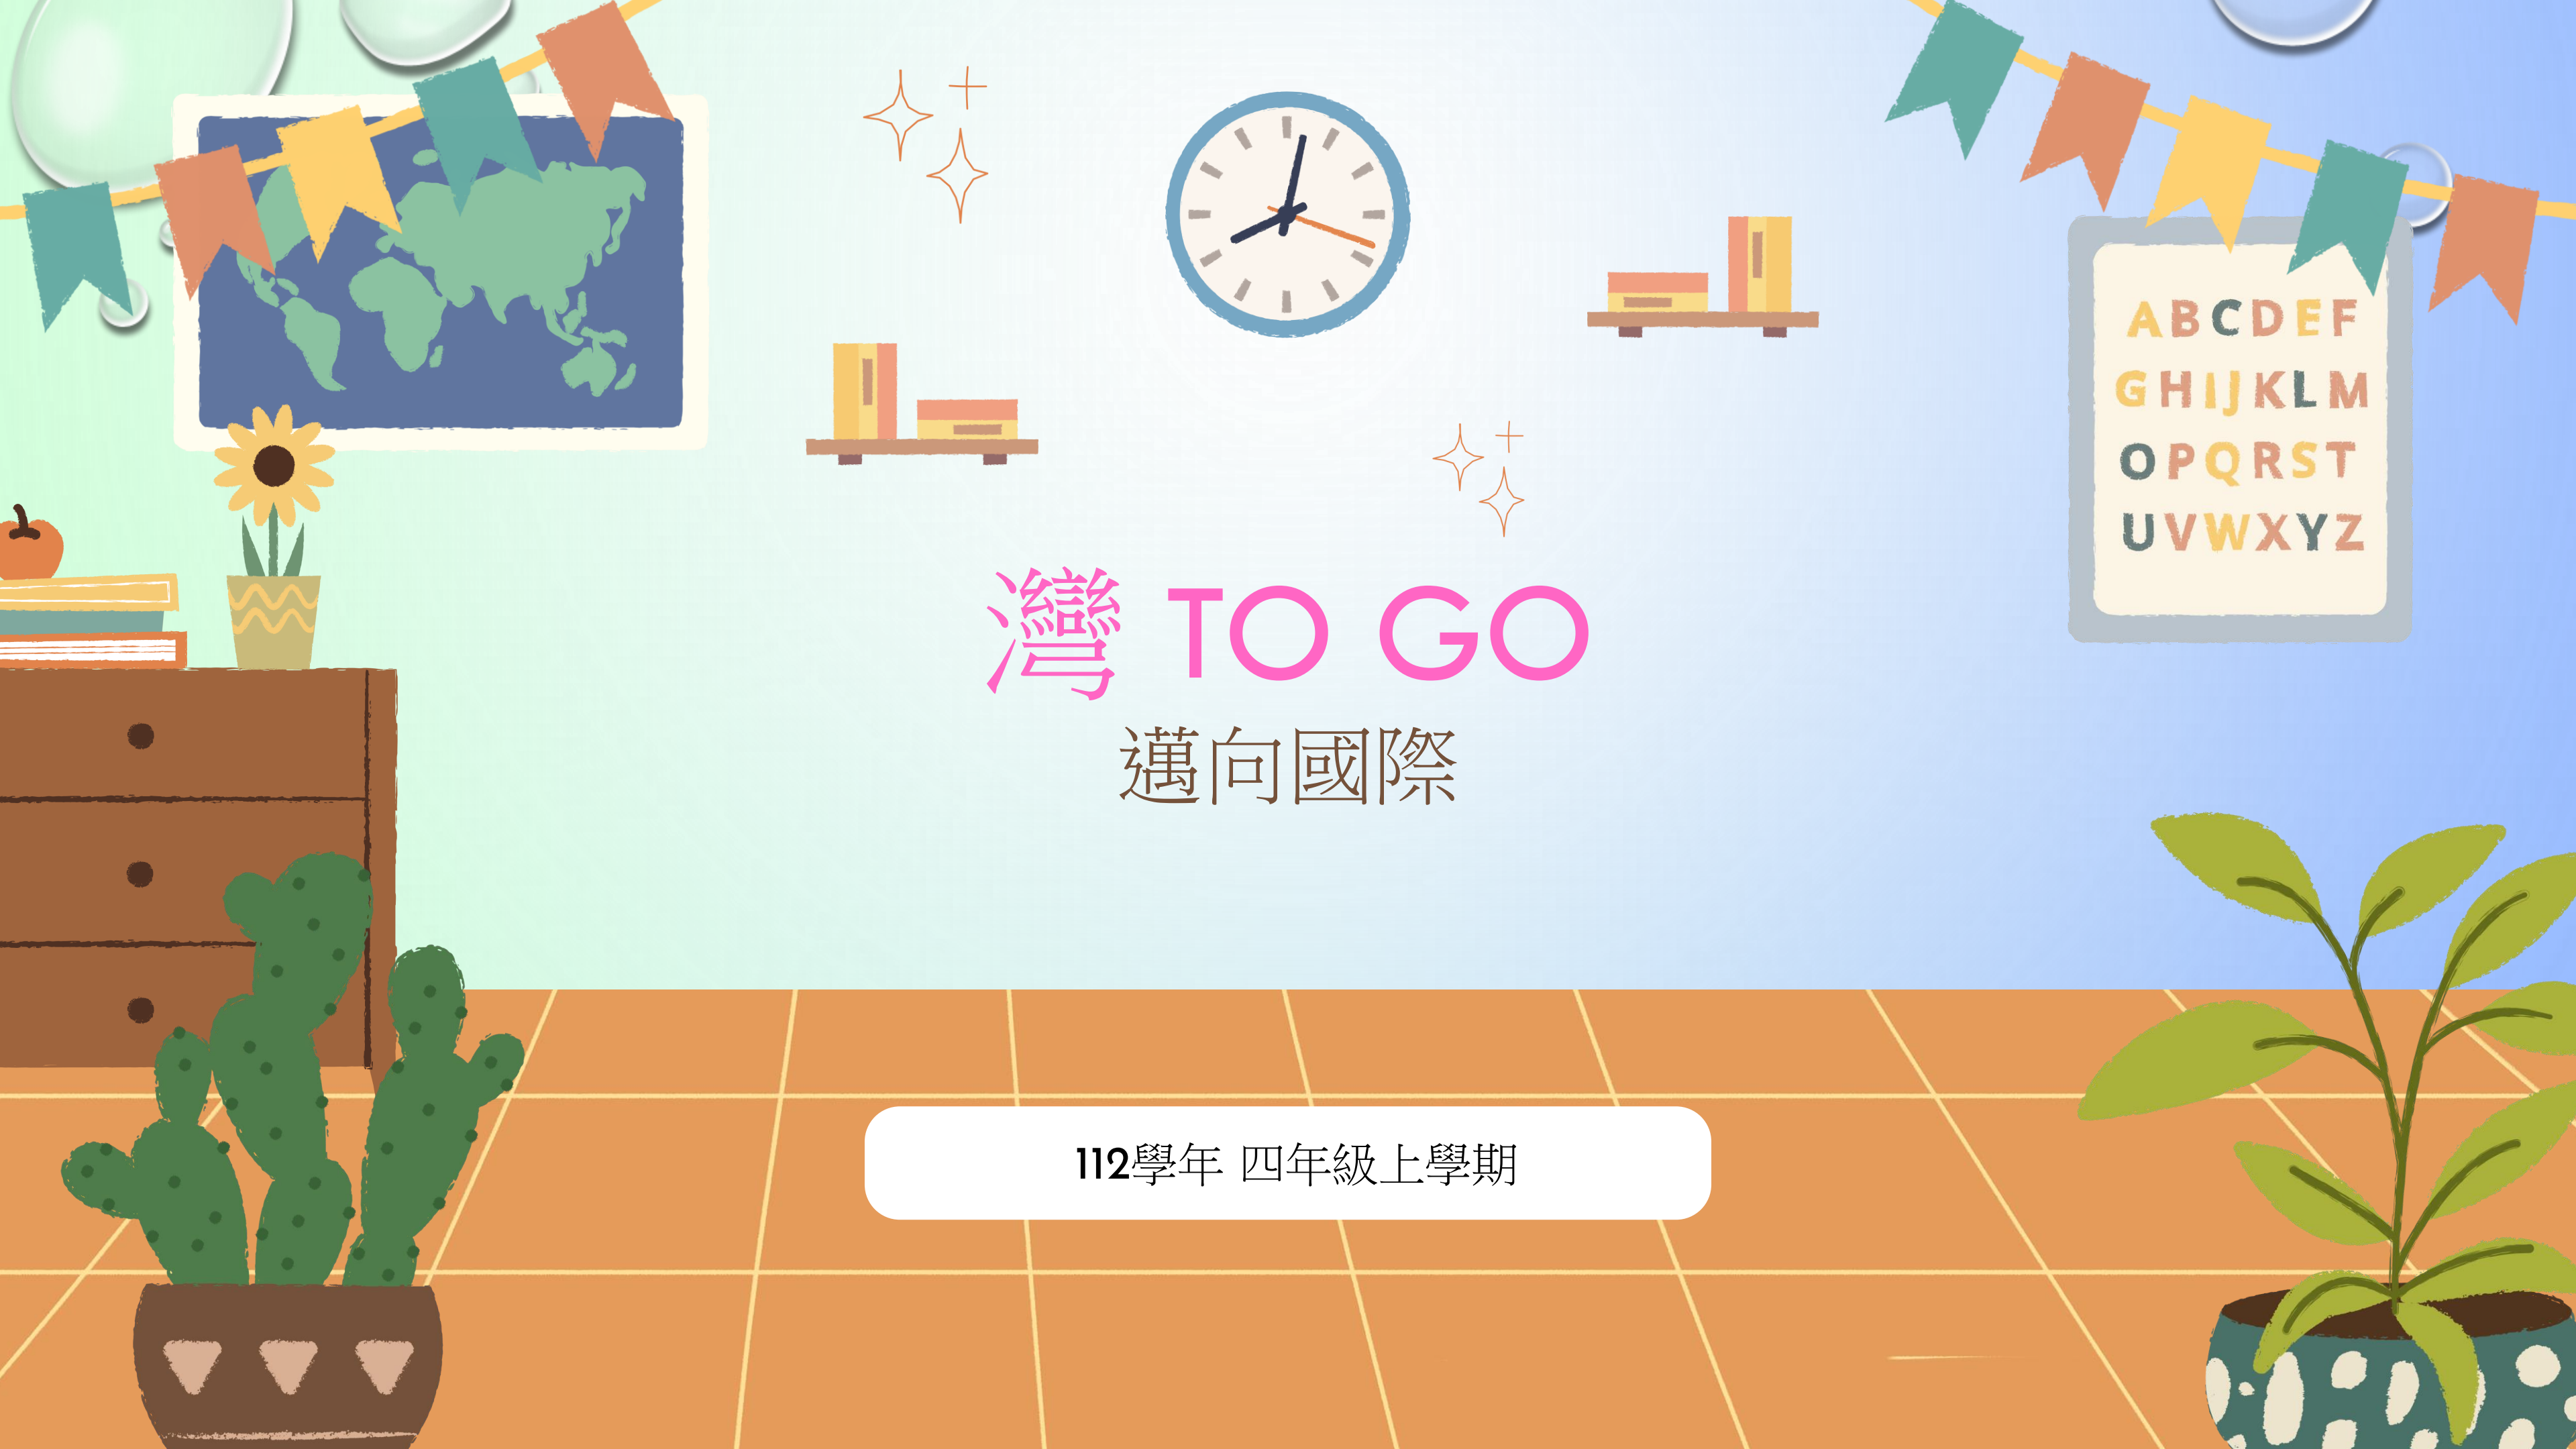 ABCDEF
GHIJKLM
OPQRST
UVWXYZ
灣 TO GO
邁向國際
112學年 四年級上學期